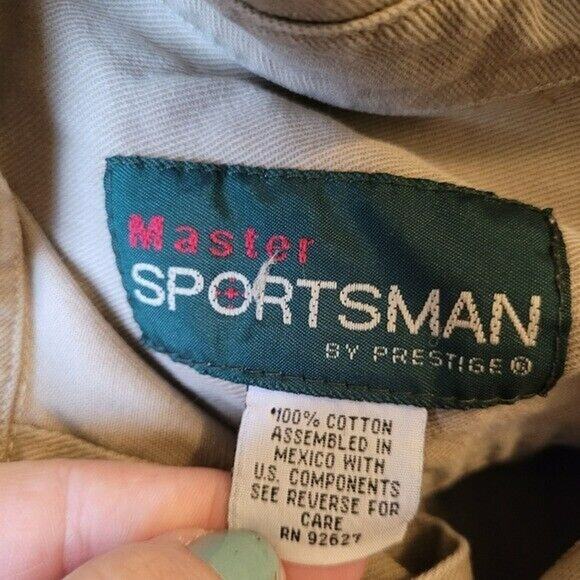 Master
SPORTSMAN
BY PRESTIGE®
100% COTTON
ASSEMBLED IN
MEXICO WITH
U.S. COMPONENTS
SEE REVERSE FOR
CARE
RN 92627